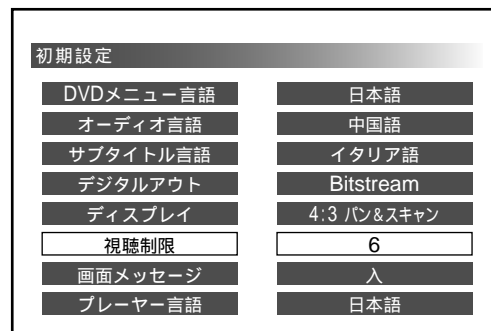 初期設定
DVDメニュー言語 日本語
オーディオ言語 中国語
サブタイトル言語 イタリア語
デジタルアウト Bitstream
ディスプレイ 4:3 パン&スキャン
視聴制限 6
画面メッセージ 入
プレーヤー言語 日本語